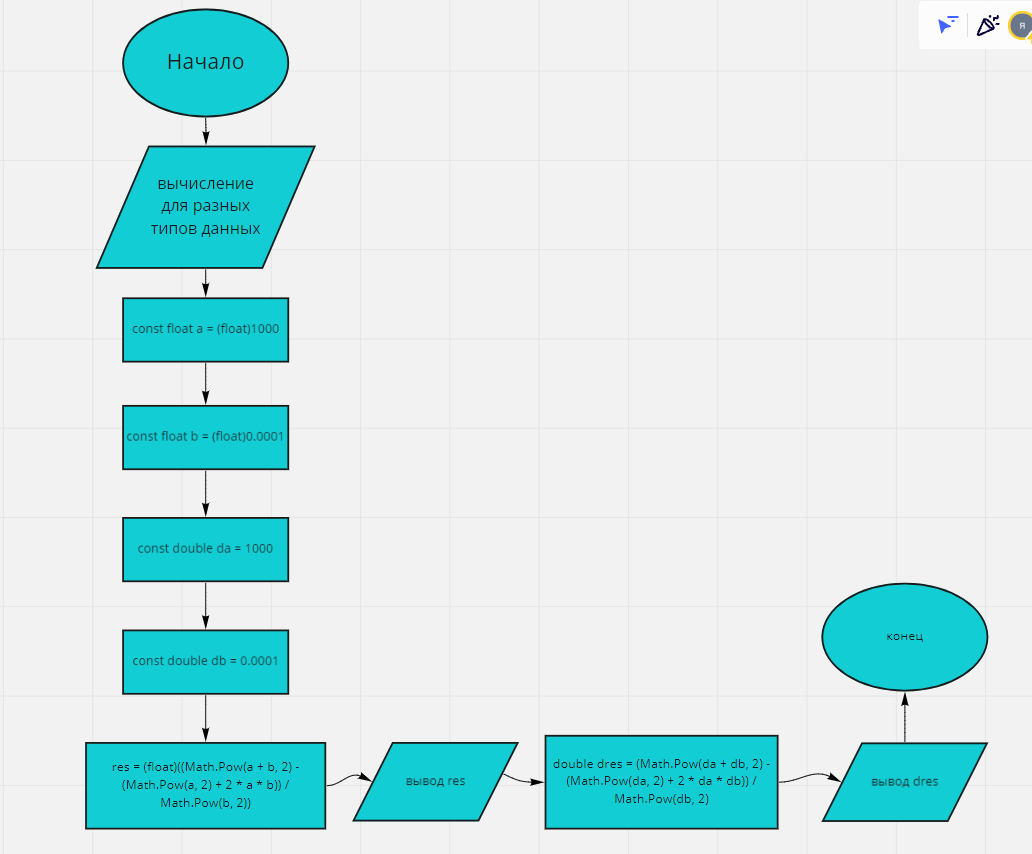 Начало
вычисление
для разных
типов данных
const float a = (float)1000
const float b = (float)0.0001
const double da = 1000
const double db = 0.0001
res = (float)((Math.Pow(a + b, 2) -
(Math.Pow(a, 2) + 2 * a * b)) /
Math.Pow(b, 2))
вывод res
double dres = (Math.Pow(da + db, 2) -
(Math.Pow(da, 2) + 2 * da * db)) /
Math.Pow(db, 2)
вывод dres
конец
Я